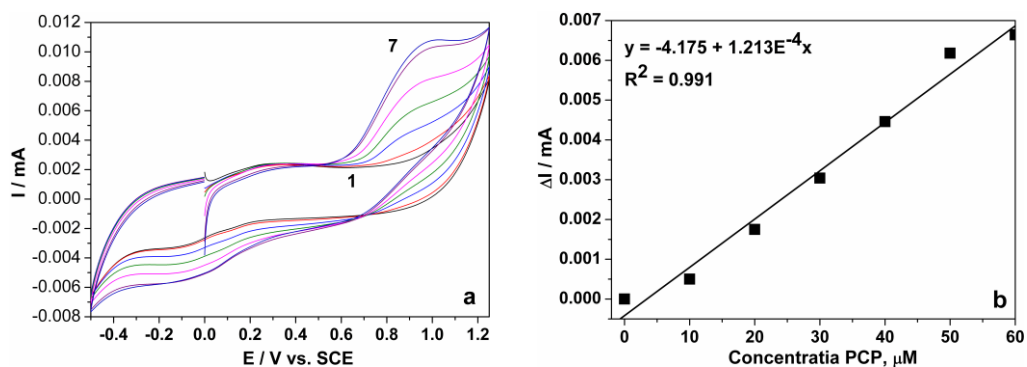 0.012
0.010
0.008
0.006
0.004
0.002
0.000
-0.002
-0.004
-0.006
-0.008
I / mA
7
1
a
-0.4 -0.2 0.0 0.2 0.4 0.6 0.8 1.0 1.2
E / V vs. SCE
0.007
0.006
0.005
0.004
0.003
0.002
0.001
0.000
ΔI / mA
y = -4.175 + 1.213E⁻⁴x
R² = 0.991
b
0 10 20 30 40 50 60
Concentratia PCP, μM